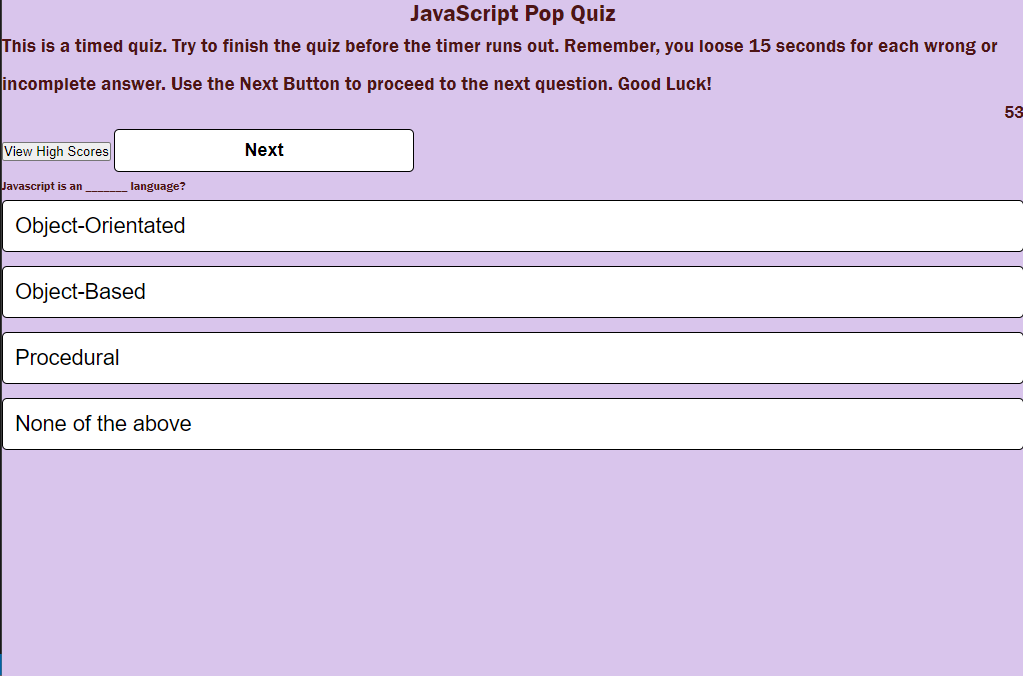 JavaScript Pop Quiz
This is a timed quiz. Try to finish the quiz before the timer runs out. Remember, you loose 15 seconds for each wrong or
incomplete answer. Use the Next Button to proceed to the next question. Good Luck!
53
View High Scores
Next
Javascript is an _______ language?
Object-Orientated
Object-Based
Procedural
None of the above